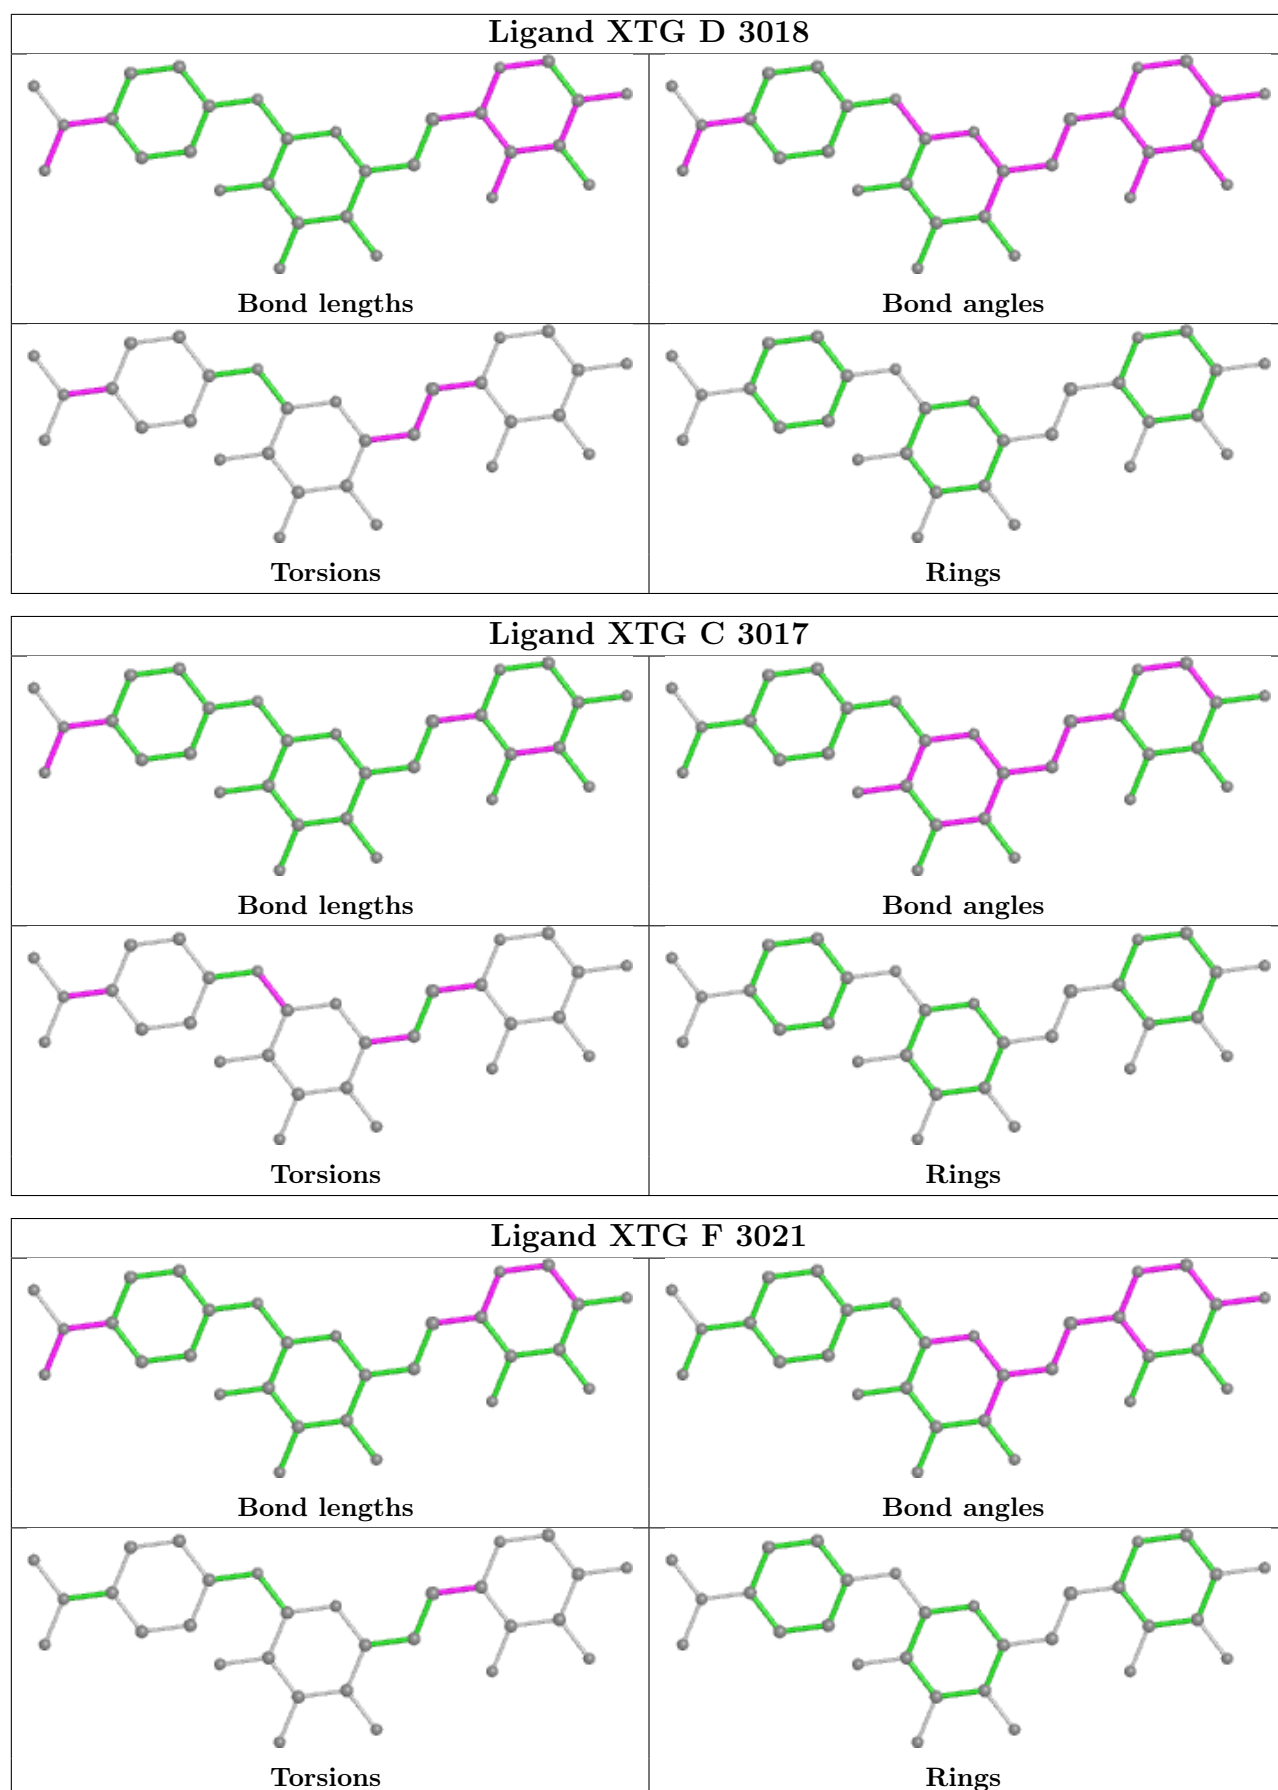 Ligand XTG D 3018
Bond lengths
Bond angles
Torsions
Rings
Ligand XTG C 3017
Bond lengths
Bond angles
Torsions
Rings
Ligand XTG F 3021
Bond lengths
Bond angles
Torsions
Rings